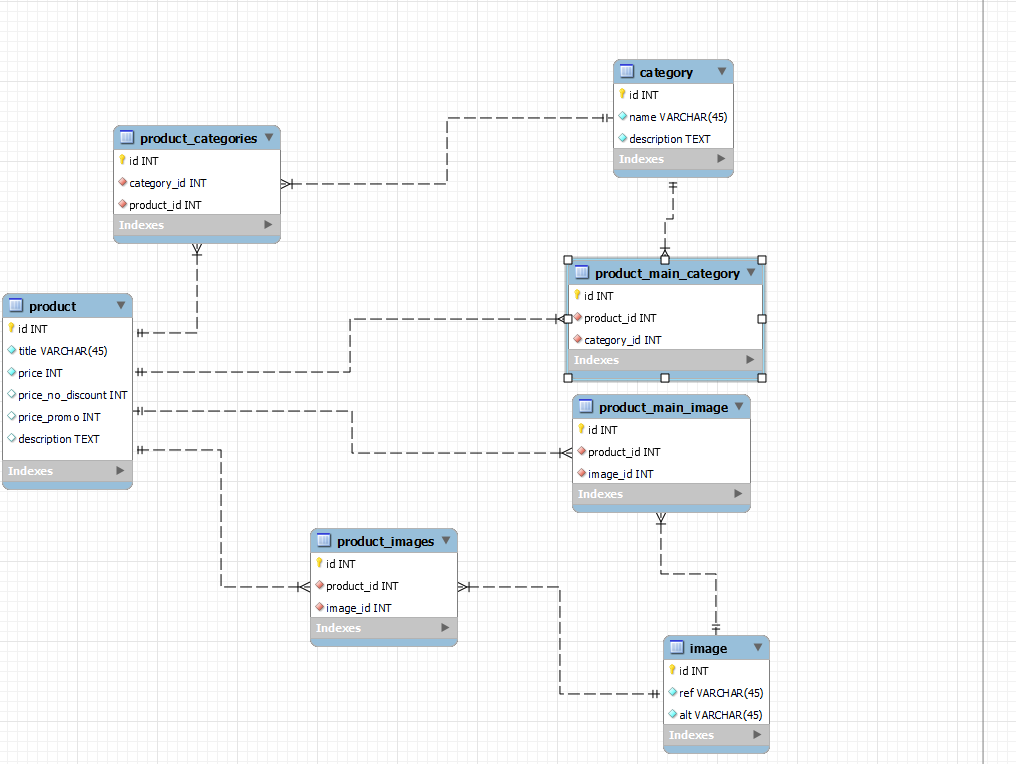 category
id INT
name VARCHAR(45)
description TEXT
Indexes
product_categories
id INT
category_id INT
product_id INT
Indexes
product_main_category
id INT
product_id INT
category_id INT
Indexes
product
id INT
title VARCHAR(45)
price INT
price_no_discount INT
price_promo INT
description TEXT
Indexes
product_main_image
id INT
product_id INT
image_id INT
Indexes
product_images
id INT
product_id INT
image_id INT
Indexes
image
id INT
ref VARCHAR(45)
alt VARCHAR(45)
Indexes